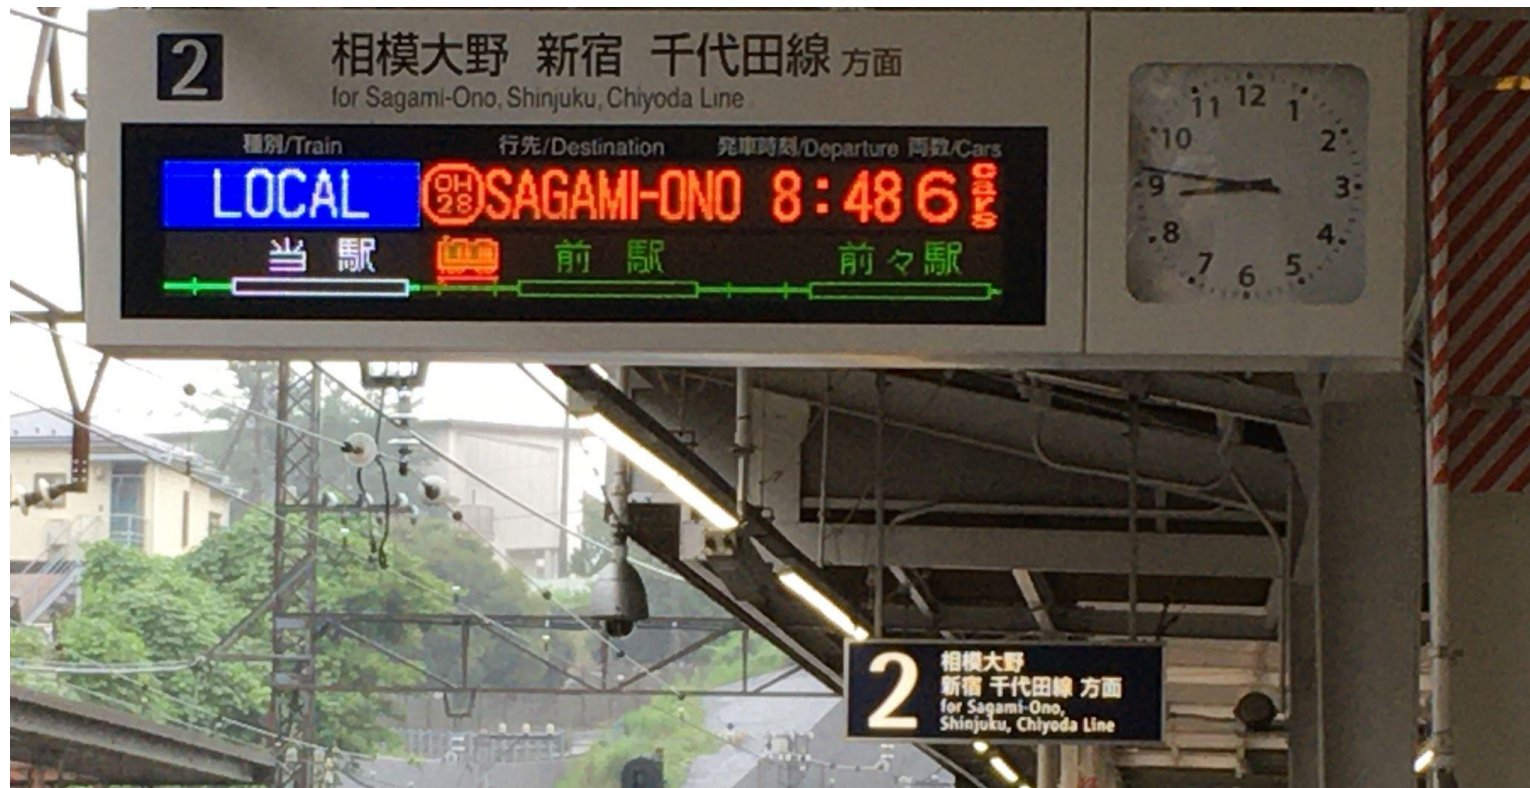 2
相模大野 新宿 千代田線 方面
for Sagami-Ono, Shinjuku, Chiyoda Line
種別/Train 行先/Destination 発車時刻/Departure 両数/Cars
LOCAL OH 28 SAGAMI-ONO 8:48 6 cars
当駅 前駅 前々駅
12
1
2
3
4
5
6
7
8
9
10
11
2
相模大野
新宿 千代田線 方面
for Sagami-Ono,
Shinjuku, Chiyoda Line